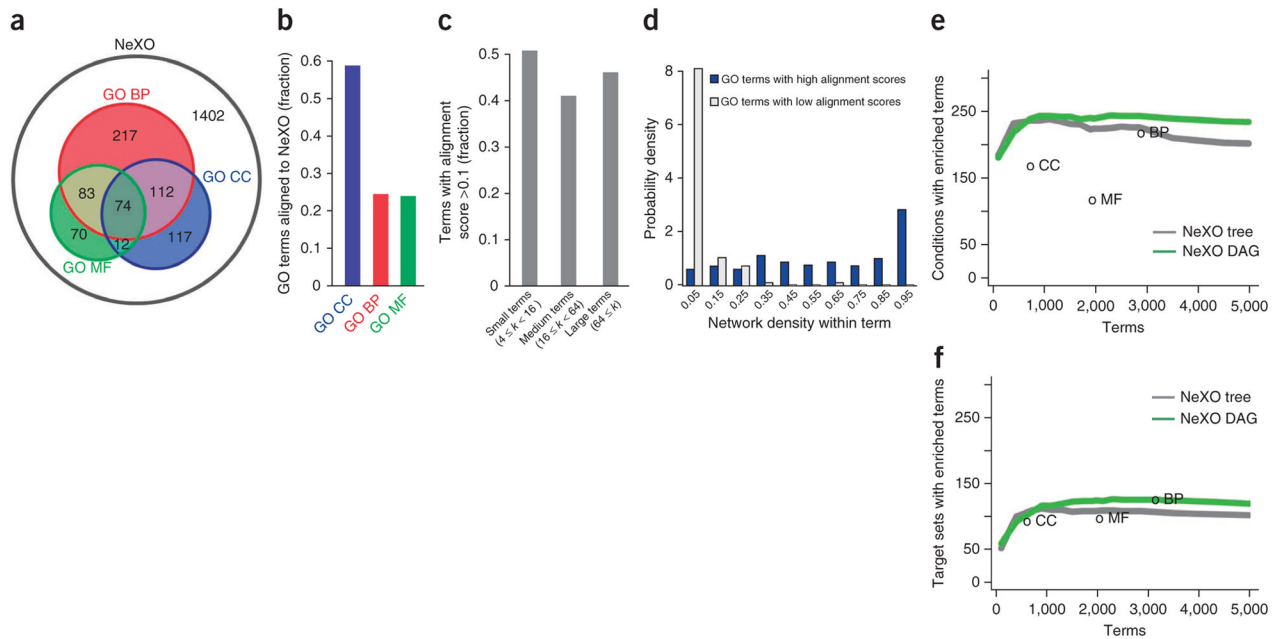 a
NeXO
GO BP
1402
217
GO CC
83
74
112
70
12
117
GO MF
b
GO terms aligned to NeXO (fraction)
0.6
0.5
0.4
0.3
0.2
0.1
0
GO CC
GO BP
GO MF
c
Terms with alignment
score >0.1 (fraction)
0.5
0.4
0.3
0.2
0.1
0
Small terms
(4 ≤ k < 16 )
Medium terms
(16 ≤ k < 64)
Large terms
(64 ≤ k)
d
Probability density
8
6
4
2
0
GO terms with high alignment scores
GO terms with low alignment scores
0.05
0.15
0.25
0.35
0.45
0.55
0.65
0.75
0.85
0.95
Network density within term
e
Conditions with enriched terms
250
150
50
0
BP
CC
MF
NeXO tree
NeXO DAG
0 1,000 2,000 3,000 4,000 5,000
Terms
f
Target sets with enriched terms
250
150
50
0
NeXO tree
NeXO DAG
BP
CC
MF
0 1,000 2,000 3,000 4,000 5,000
Terms